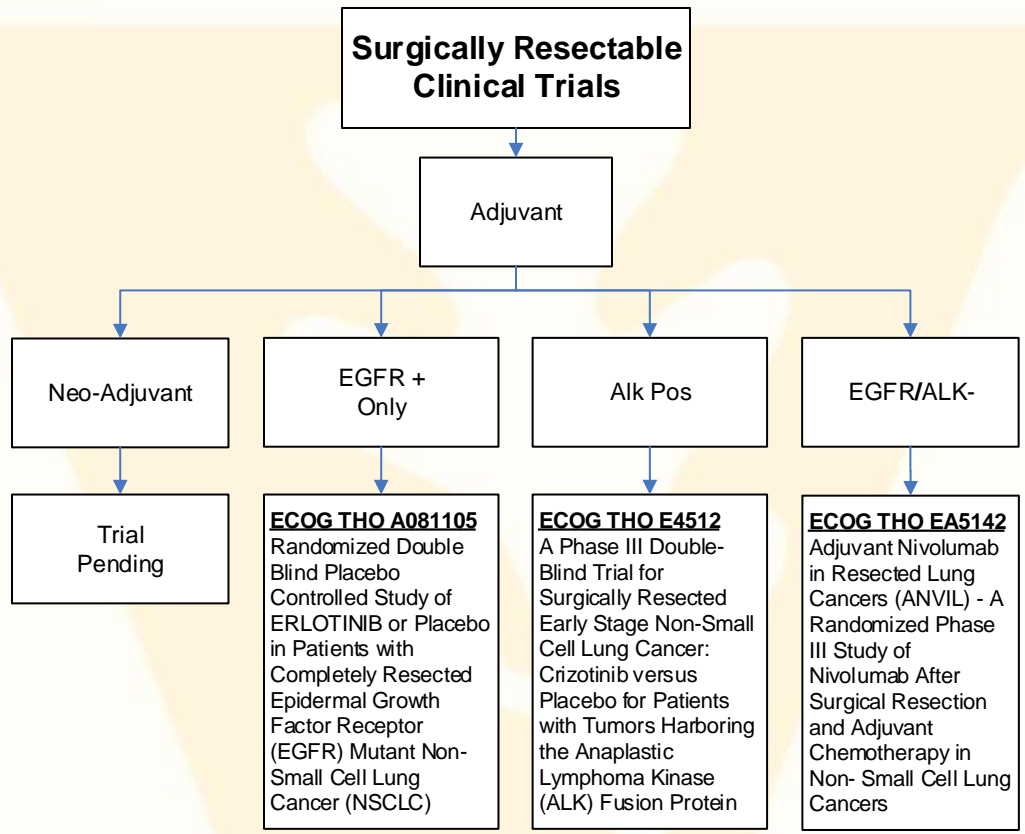 Surgically Resectable
Clinical Trials
Adjuvant
Neo-Adjuvant
EGFR +
Only
Alk Pos
EGFR/ALK-
Trial
Pending
ECOG THO A081105
Randomized Double
Blind Placebo
Controlled Study of
ERLOTINIB or Placebo
in Patients with
Completely Resected
Epidermal Growth
Factor Receptor
(EGFR) Mutant Non-
Small Cell Lung
Cancer (NSCLC)
ECOG THO E4512
A Phase III Double-
Blind Trial for
Surgically Resected
Early Stage Non-Small
Cell Lung Cancer:
Crizotinib versus
Placebo for Patients
with Tumors Harboring
the Anaplastic
Lymphoma Kinase
(ALK) Fusion Protein
ECOG THO EA5142
Adjuvant Nivolumab
in Resected Lung
Cancers (ANVIL) - A
Randomized Phase
III Study of
Nivolumab After
Surgical Resection
and Adjuvant
Chemotherapy in
Non- Small Cell Lung
Cancers